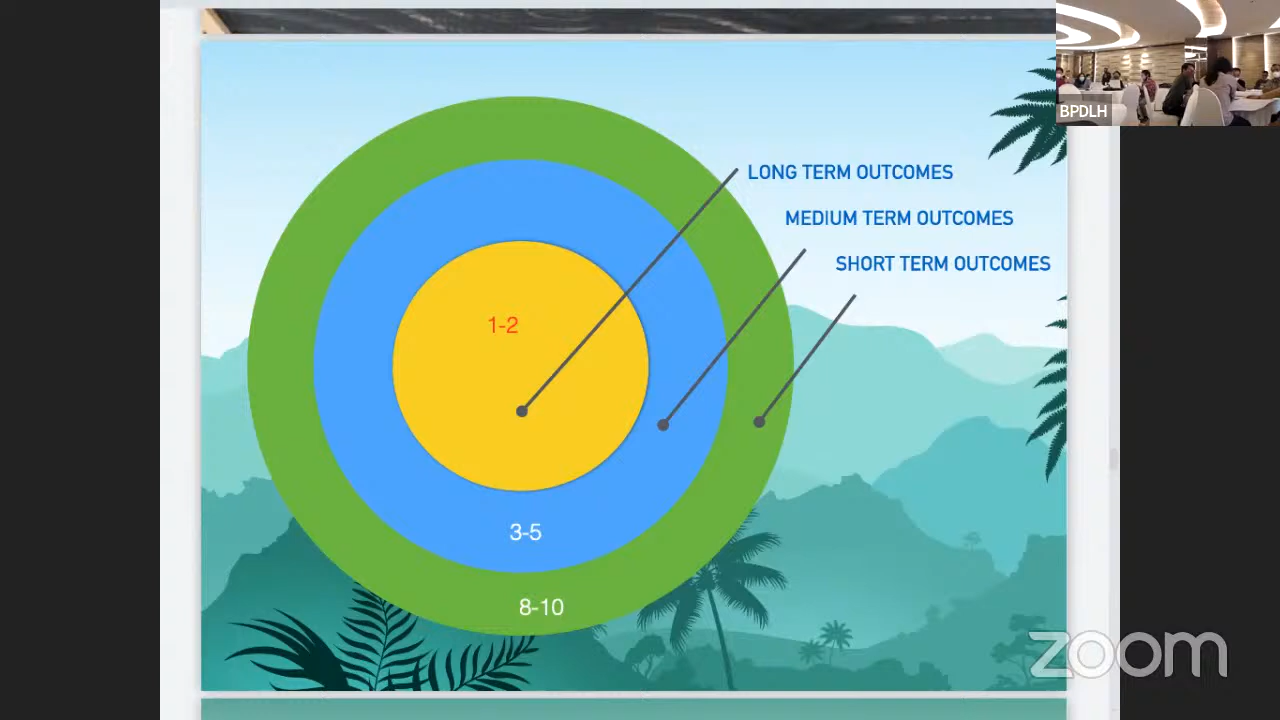 BPDLH
LONG TERM OUTCOMES
MEDIUM TERM OUTCOMES
SHORT TERM OUTCOMES
1-2
3-5
8-10
zoom